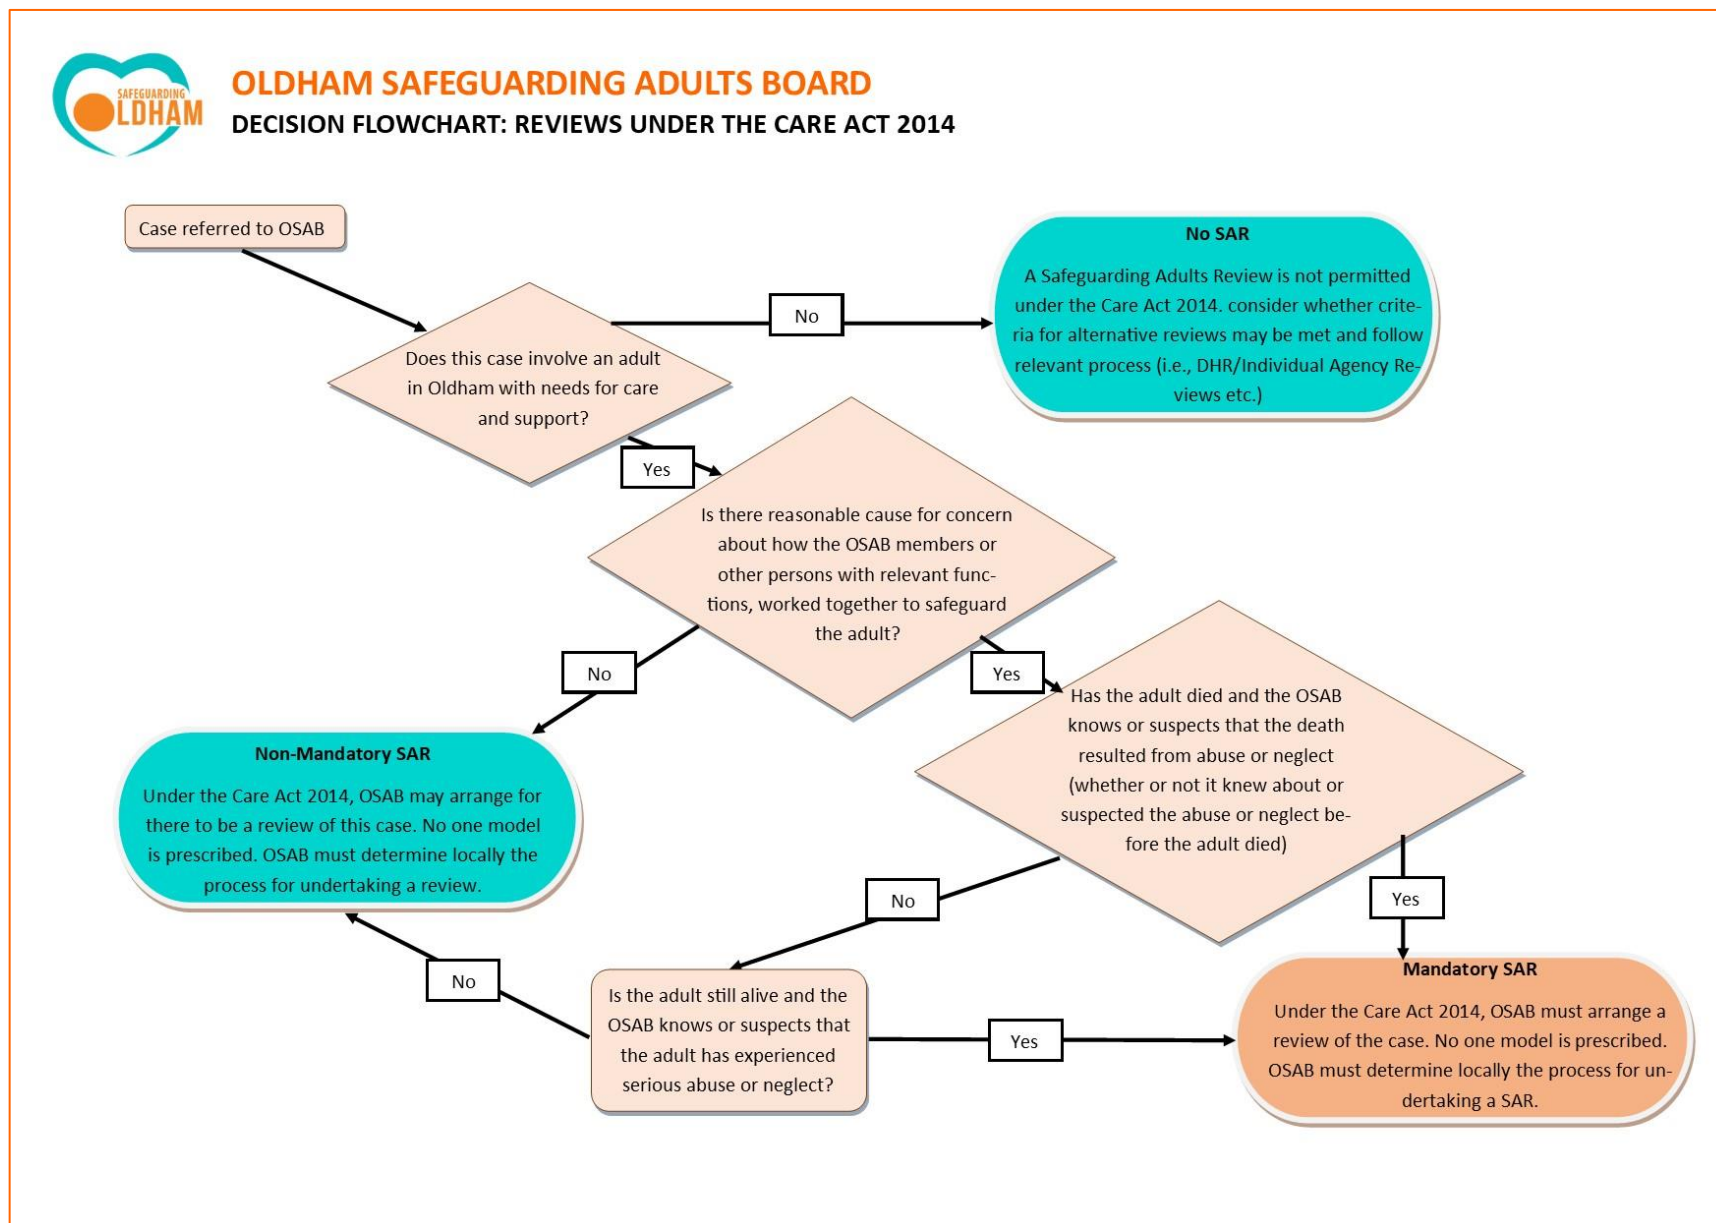 SAFEGUARDING
OLDHAM
OLDHAM SAFEGUARDING ADULTS BOARD
DECISION FLOWCHART: REVIEWS UNDER THE CARE ACT 2014
Case referred to OSAB
No SAR
A Safeguarding Adults Review is not permitted
under the Care Act 2014. consider whether crite-
ria for alternative reviews may be met and follow
relevant process (i.e., DHR/Individual Agency Re-
views etc.)
No
Does this case involve an adult
in Oldham with needs for care
and support?
Yes
Is there reasonable cause for concern
about how the OSAB members or
other persons with relevant func-
tions, worked together to safeguard
the adult?
No
Yes
Has the adult died and the OSAB
knows or suspects that the death
resulted from abuse or neglect
(whether or not it knew about or
suspected the abuse or neglect be-
fore the adult died)
Non-Mandatory SAR
Under the Care Act 2014, OSAB may arrange for
there to be a review of this case. No one model
is prescribed. OSAB must determine locally the
process for undertaking a review.
No
Yes
No
Is the adult still alive and the
OSAB knows or suspects that
the adult has experienced
serious abuse or neglect?
Yes
Mandatory SAR
Under the Care Act 2014, OSAB must arrange a
review of the case. No one model is prescribed.
OSAB must determine locally the process for un-
dertaking a SAR.